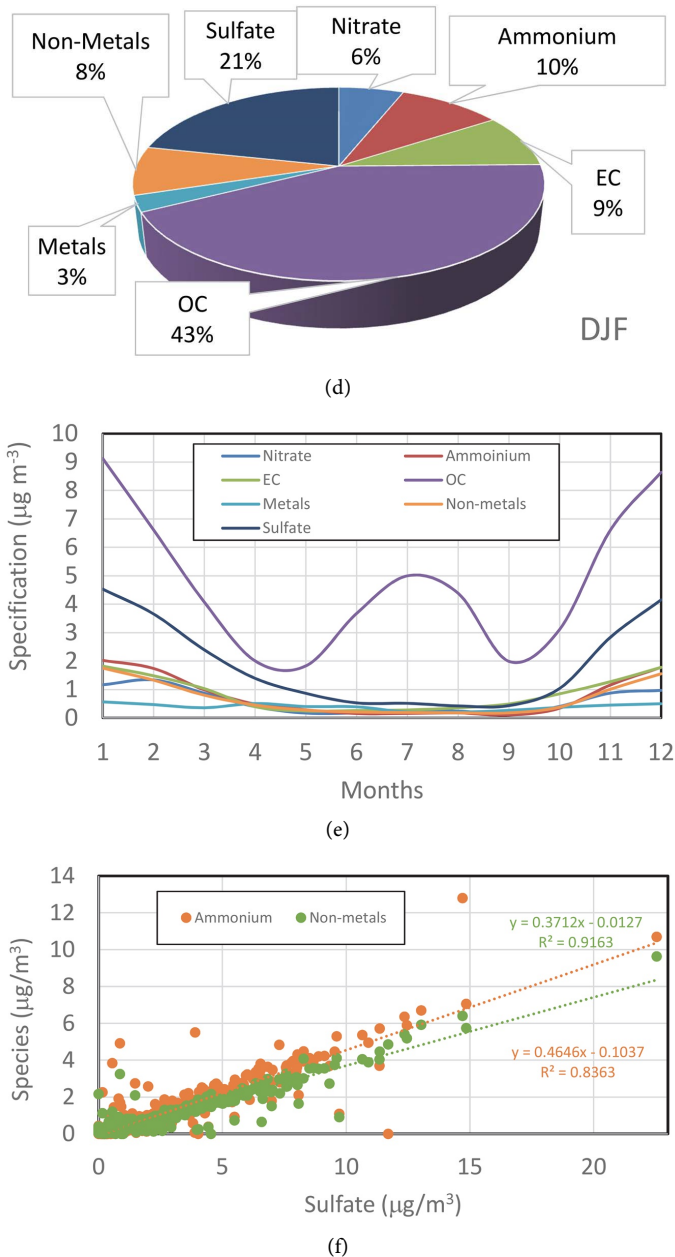 Non-Metals
8%
Sulfate
21%
Nitrate
6%
Ammonium
10%
EC
9%
Metals
3%
OC
43%
DJF
(d)
10
9
8
7
6
5
4
3
2
1
0
Specification (μg m-³)
Nitrate
Ammoinium
EC
OC
Metals
Non-metals
Sulfate
1 2 3 4 5 6 7 8 9 10 11 12
Months
(e)
14
12
10
8
6
4
2
0
Species (μg/m³)
Ammonium
Non-metals
y = 0.3712x - 0.0127
R² = 0.9163
y = 0.4646x - 0.1037
R² = 0.8363
0 5 10 15 20
Sulfate (μg/m³)
(f)